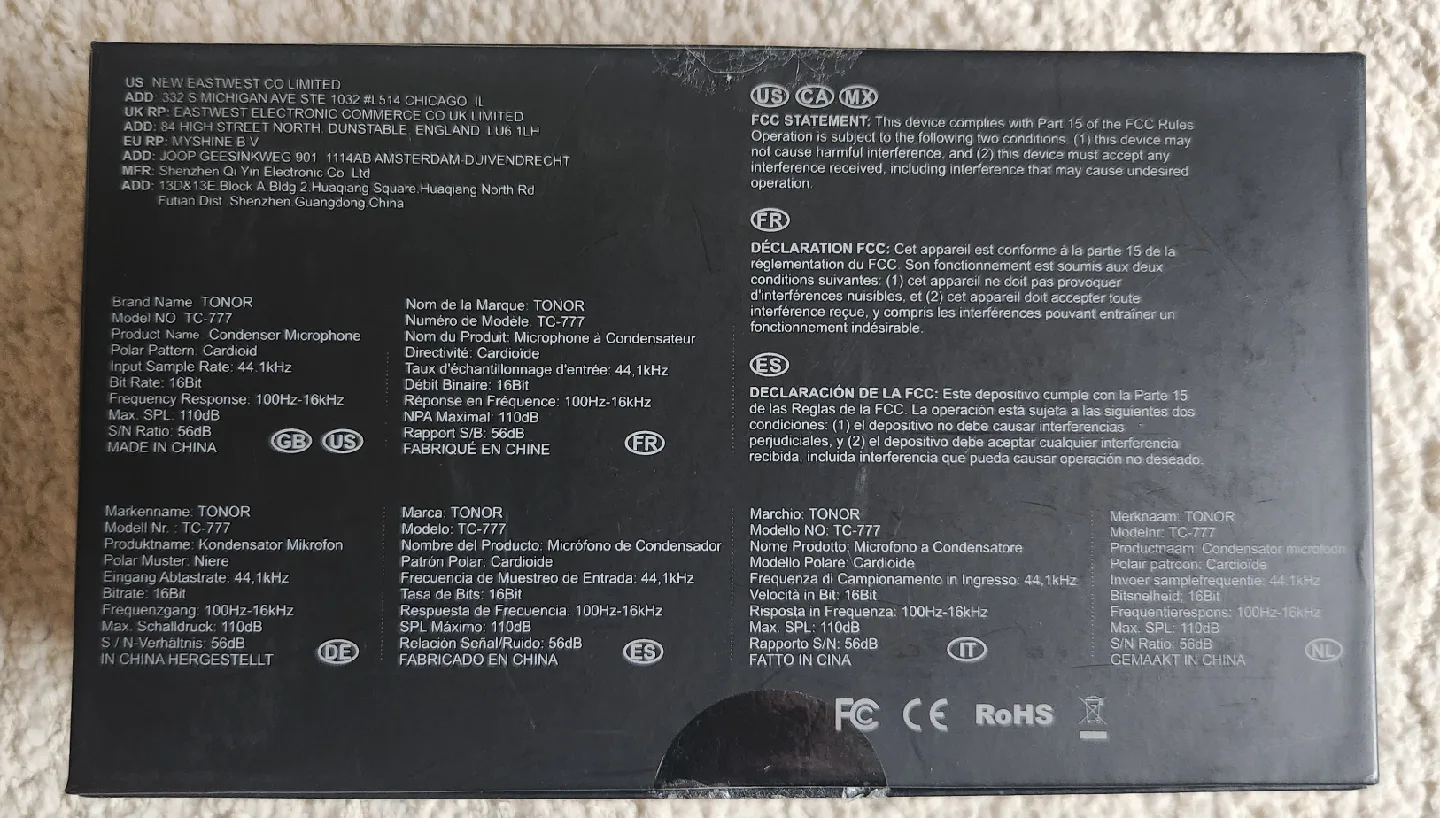 US NEW EASTWEST CO LIMITED
ADD: 332 S MICHIGAN AVE STE 1032 #L514 CHICAGO IL
UK RP: EASTWEST ELECTRONIC COMMERCE CO UK LIMITED
ADD: 84 HIGH STREET NORTH, DUNSTABLE, ENGLAND, LU6 1LH
EU RP: MYSHINE B V
ADD: JOOP GEESINKWEG 901 1114AB AMSTERDAM-DUIVENDRECHT
MFR: Shenzhen Qi Yin Electronic Co Ltd
ADD: 13D&13E,Block A Bldg 2,Huaqiang Square,Huaqiang North Rd
Futian Dist ,Shenzhen,Guangdong,China
US CA MX
FCC STATEMENT: This device complies with Part 15 of the FCC Rules
Operation is subject to the following two conditions: (1) this device may
not cause harmful interference, and (2) this device must accept any
interference received, including interference that may cause undesired
operation.
FR
DÉCLARATION FCC: Cet appareil est conforme à la partie 15 de la
réglementation du FCC. Son fonctionnement est soumis aux deux
conditions suivantes: (1) cet appareil ne doit pas provoquer
d'interférences nuisibles, et (2) cet appareil doit accepter toute
interférence reçue, y compris les interférences pouvant entraîner un
fonctionnement indésirable.
ES
DECLARACIÓN DE LA FCC: Este depositivo cumple con la Parte 15
de las Reglas de la FCC. La operación está sujeta a las siguientes dos
condiciones: (1) el depositivo no debe causar interferencias
perjudiciales, y (2) el depositivo debe aceptar cualquier interferencia
recibida, incluida interferencia que pueda causar operación no deseado.
Brand Name: TONOR
Model NO: TC-777
Product Name: Condenser Microphone
Polar Pattern: Cardioid
Input Sample Rate: 44.1kHz
Bit Rate: 16Bit
Frequency Response: 100Hz-16kHz
Max. SPL: 110dB
S/N Ratio: 56dB
MADE IN CHINA
GB US
Nom de la Marque: TONOR
Numéro de Modèle: TC-777
Nom du Produit: Microphone à Condensateur
Directivité: Cardioïde
Taux d'échantillonnage d'entrée: 44,1kHz
Débit Binaire: 16Bit
Réponse en Fréquence: 100Hz-16kHz
NPA Maximal: 110dB
Rapport S/B: 56dB
FABRIQUÉ EN CHINE
FR
Markenname: TONOR
Modell Nr. : TC-777
Produktname: Kondensator Mikrofon
Polar Muster: Niere
Eingang Abtastrate: 44,1kHz
Bitrate: 16Bit
Frequenzgang: 100Hz-16kHz
Max. Schalldruck: 110dB
S / N-Verhältnis: 56dB
IN CHINA HERGESTELLT
DE
Marca: TONOR
Modelo: TC-777
Nombre del Producto: Micrófono de Condensador
Patrón Polar: Cardioide
Frecuencia de Muestreo de Entrada: 44,1kHz
Tasa de Bits: 16Bit
Respuesta de Frecuencia: 100Hz-16kHz
SPL Máximo: 110dB
Relación Señal/Ruido: 56dB
FABRICADO EN CHINA
ES
Marchio: TONOR
Modello NO: TC-777
Nome Prodotto: Microfono a Condensatore
Modello Polare: Cardioide
Frequenza di Campionamento in Ingresso: 44,1kHz
Velocità in Bit: 16Bit
Risposta in Frequenza: 100Hz-16kHz
Max. SPL: 110dB
Rapporto S/N: 56dB
FATTO IN CINA
IT
Merknaam: TONOR
Modelnr: TC-777
Productnaam: Condensator microfoon
Polair patroon: Cardioïde
Invoer samplefrequentie: 44.1kHz
Bitsnelheid: 16Bit
Frequentierespons: 100Hz-16kHz
Max. SPL: 110dB
S/N Ratio: 56dB
GEMAAKT IN CHINA
NL
FC CE RoHS